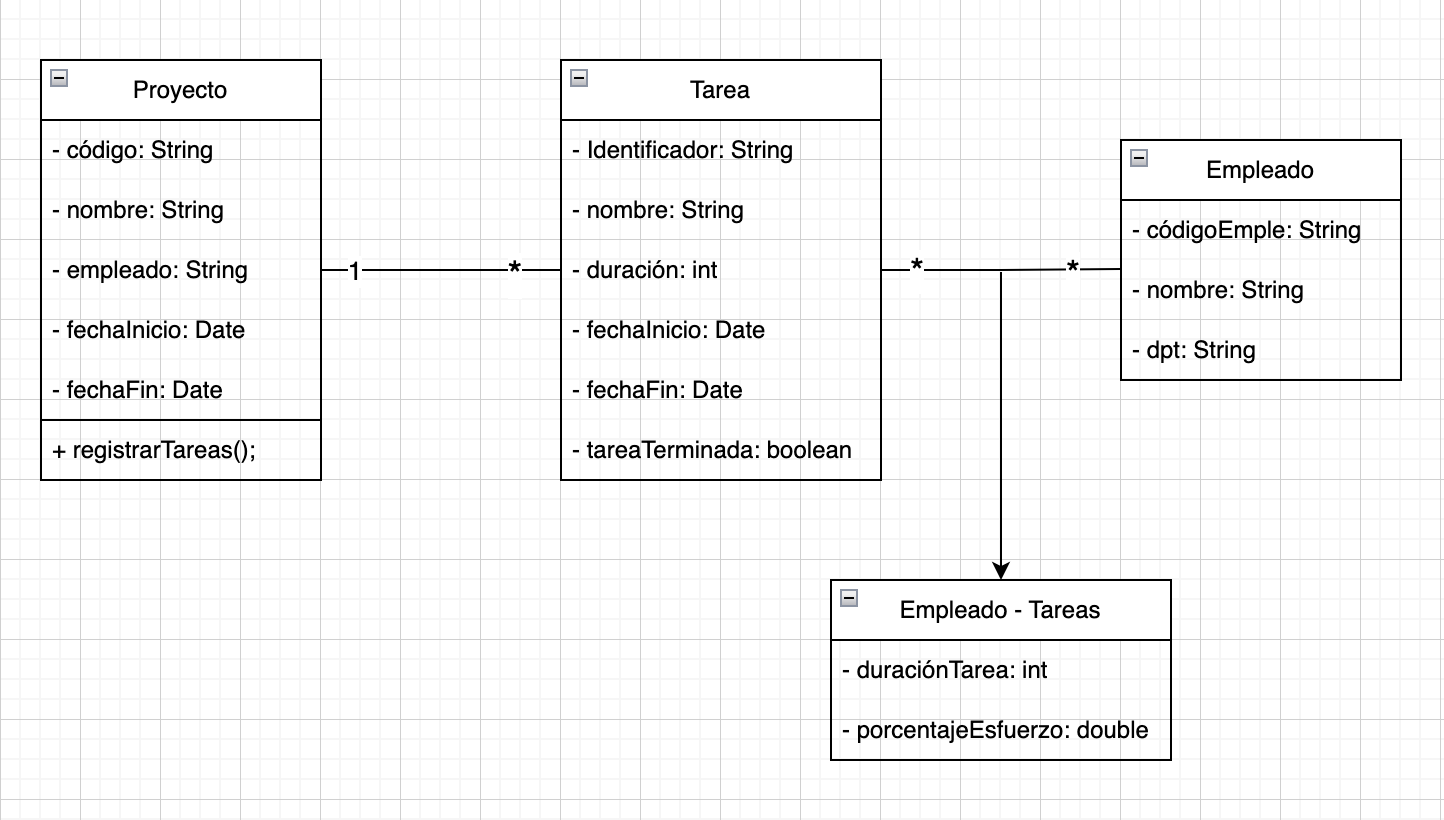 Proyecto
- código: String
- nombre: String
- empleado: String
- fechaInicio: Date
- fechaFin: Date
+ registrarTareas();
1
*
Tarea
- Identificador: String
- nombre: String
- duración: int
- fechaInicio: Date
- fechaFin: Date
- tareaTerminada: boolean
*
*
Empleado
- códigoEmple: String
- nombre: String
- dpt: String
Empleado - Tareas
- duraciónTarea: int
- porcentajeEsfuerzo: double